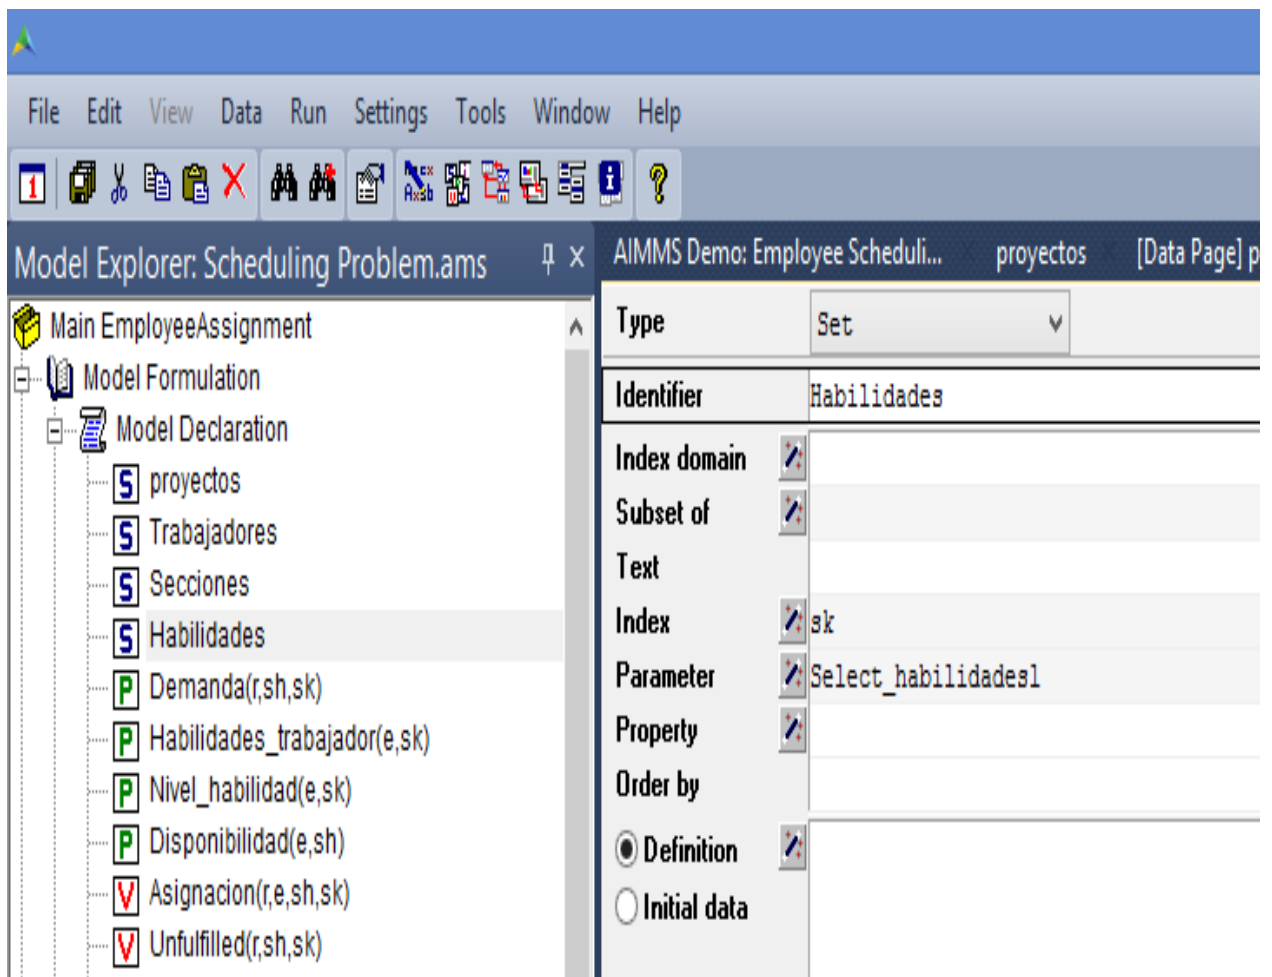 File Edit View Data Run Settings Tools Window Help
Model Explorer: Scheduling Problem.ams
AIMMS Demo: Employee Scheduli... proyectos [Data Page] p
Main EmployeeAssignment
Model Formulation
Model Declaration
proyectos
Trabajadores
Secciones
Habilidades
Demanda(r,sh,sk)
Habilidades_trabajador(e,sk)
Nivel_habilidad(e,sk)
Disponibilidad(e,sh)
Asignacion(r,e,sh,sk)
Unfulfilled(r,sh,sk)
Type Set
Identifier Habilidades
Index domain
Subset of
Text
Index sk
Parameter Select_habilidadesl
Property
Order by
Definition
Initial data